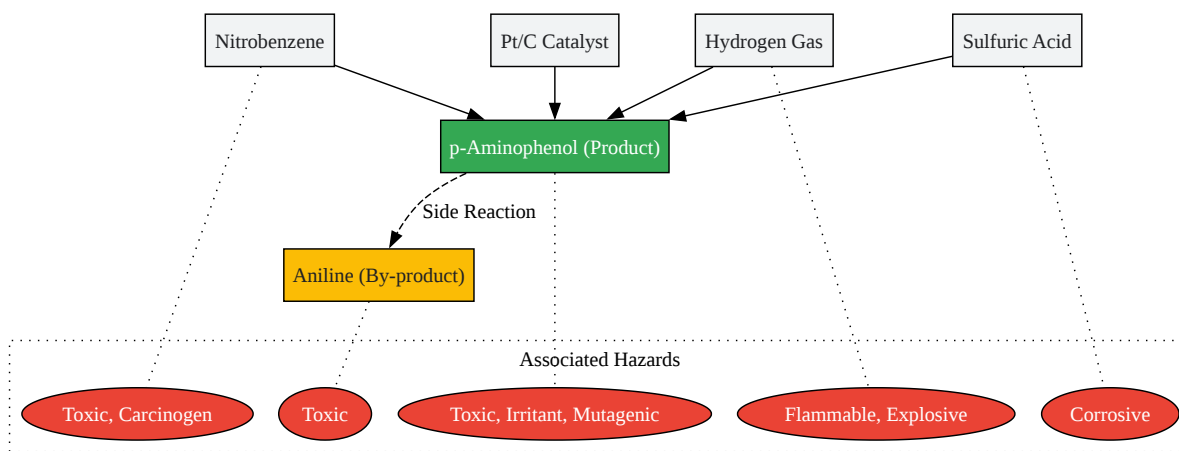 Nitrobenzene
Pt/C Catalyst
Hydrogen Gas
Sulfuric Acid
p-Aminophenol (Product)
Side Reaction
Aniline (By-product)
Associated Hazards
Toxic, Carcinogen
Toxic
Toxic, Irritant, Mutagenic
Flammable, Explosive
Corrosive